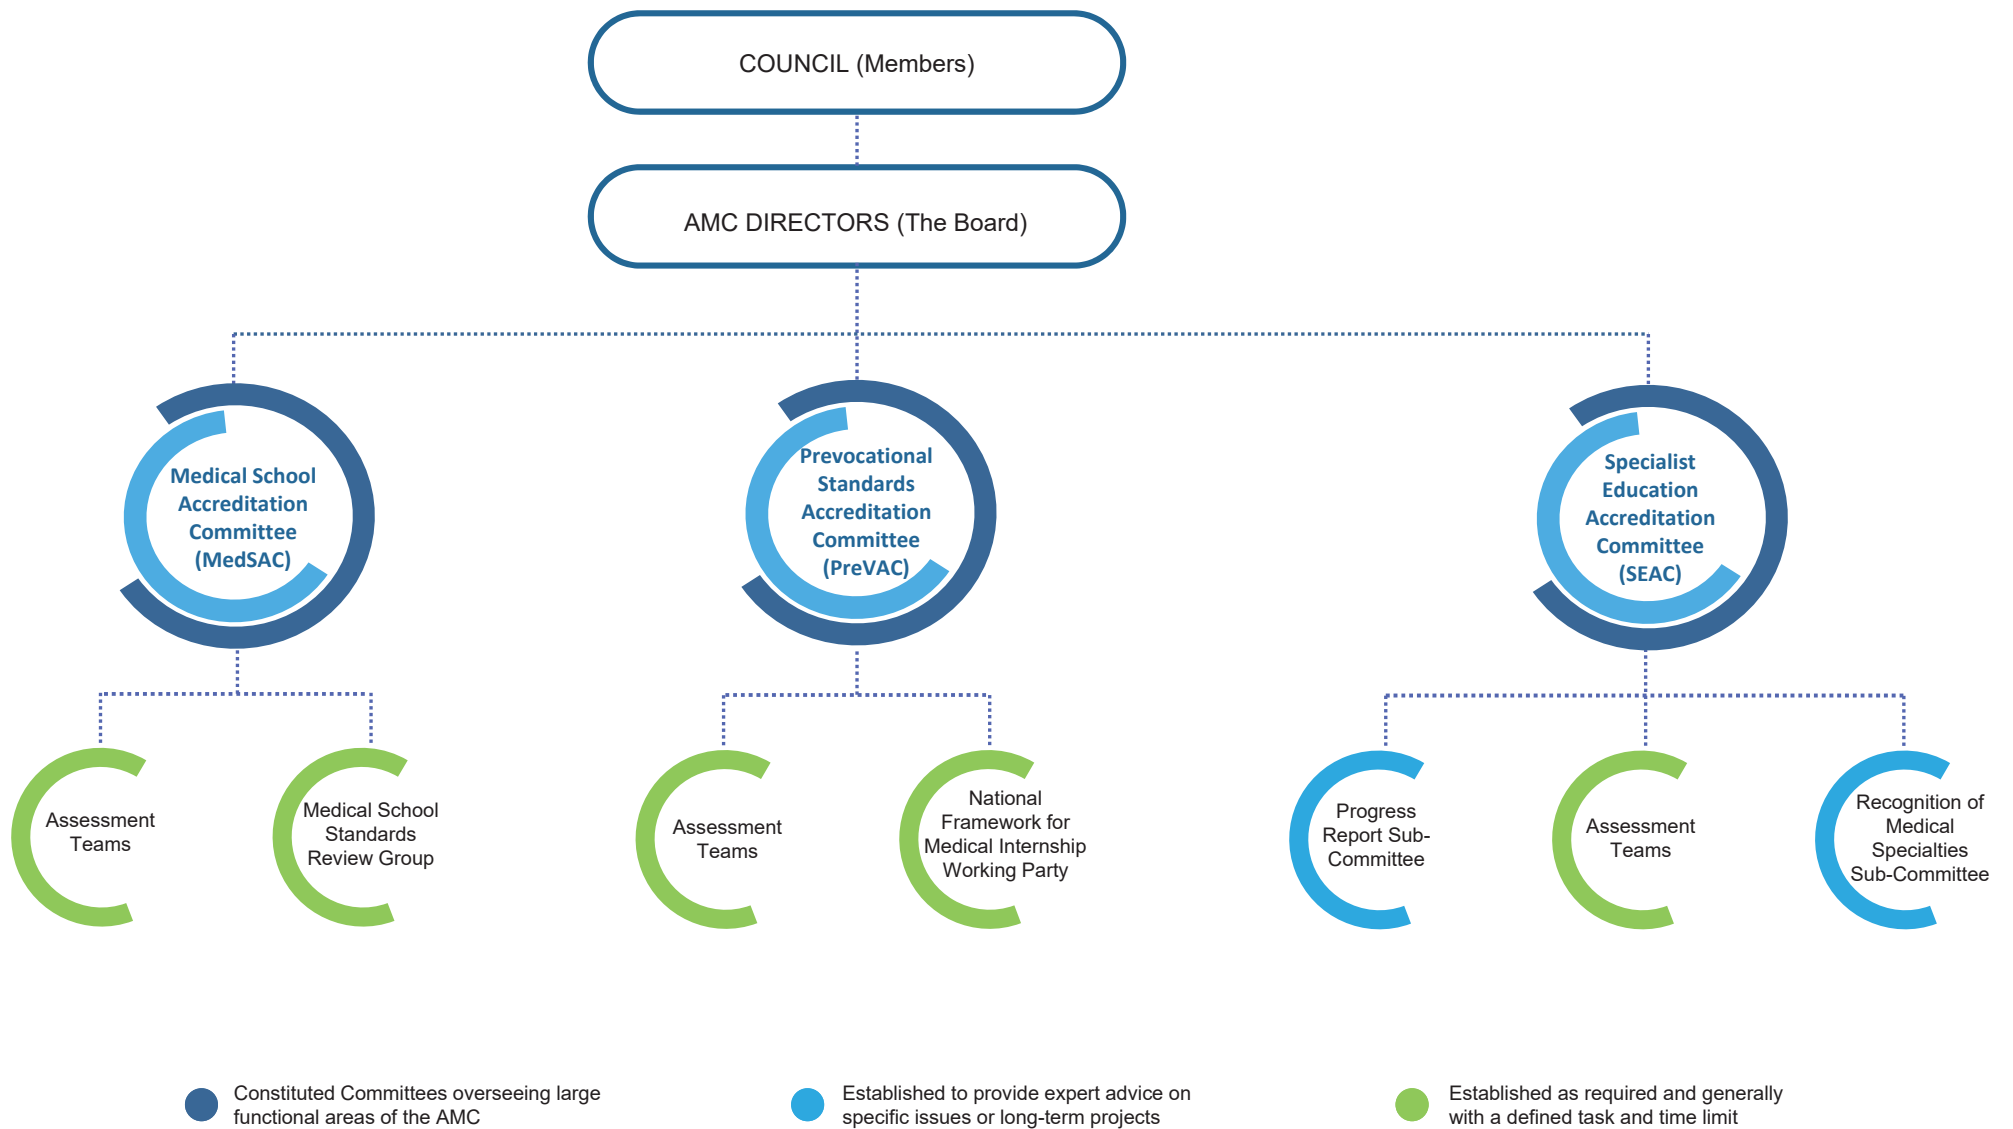 COUNCIL (Members)
AMC DIRECTORS (The Board)
Medical School
Accreditation
Committee
(MedSAC)
Prevocational
Standards
Accreditation
Committee
(PreVAC)
Specialist
Education
Accreditation
Committee
(SEAC)
Assessment
Teams
Medical School
Standards
Review Group
Assessment
Teams
National
Framework for
Medical Internship
Working Party
Progress
Report Sub-
Committee
Assessment
Teams
Recognition of
Medical
Specialties
Sub-Committee
Constituted Committees overseeing large
functional areas of the AMC
Established to provide expert advice on
specific issues or long-term projects
Established as required and generally
with a defined task and time limit